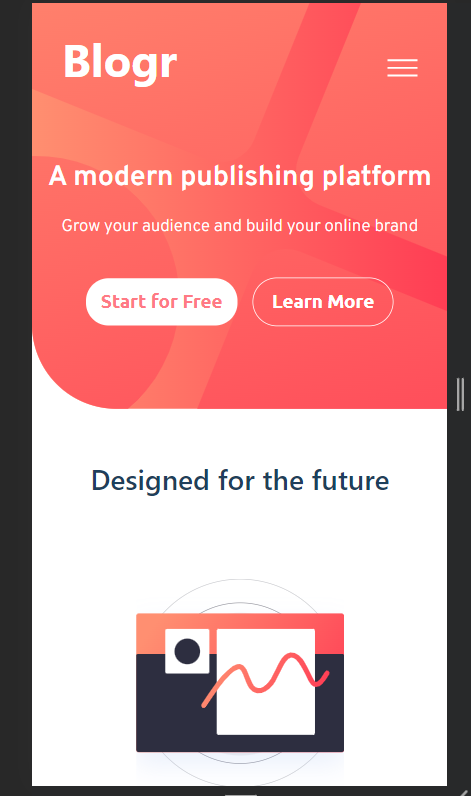 Blogr
A modern publishing platform
Grow your audience and build your online brand
Start for Free
Learn More
Designed for the future